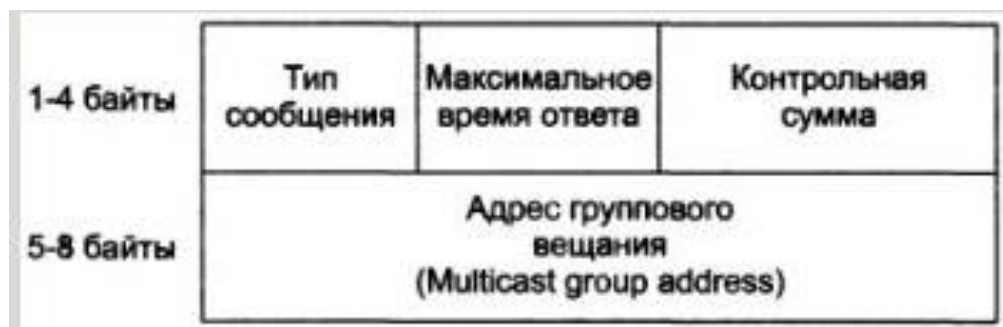 1-4 байты
Тип
сообщения
Максимальное
время ответа
Контрольная
сумма
5-8 байты
Адрес группового
вещания
(Multicast group address)